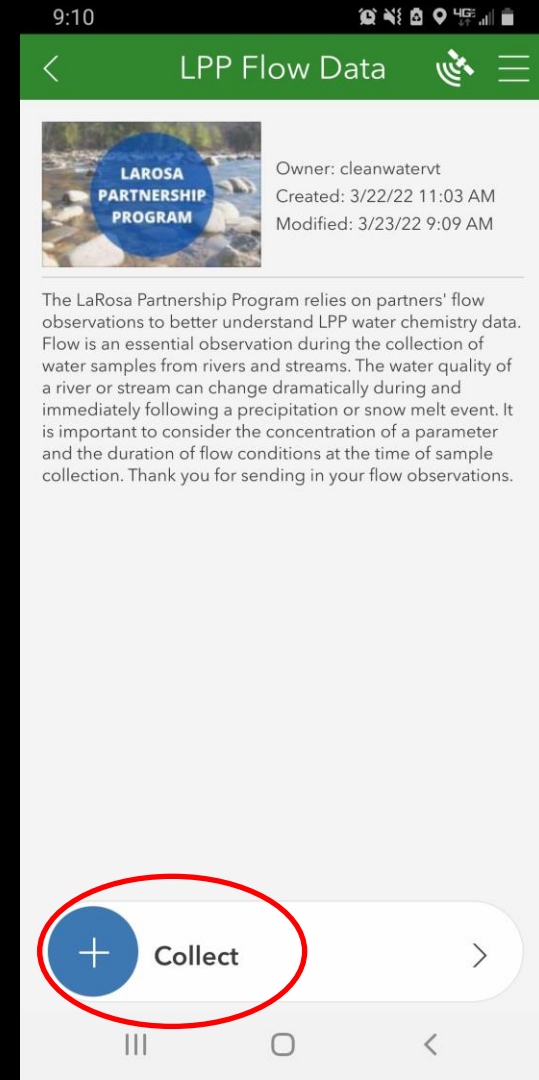 9:10
4GE
LPP Flow Data
LAROSA
PARTNERSHIP
PROGRAM
Owner: cleanwatervt
Created: 3/22/22 11:03 AM
Modified: 3/23/22 9:09 AM
The LaRosa Partnership Program relies on partners' flow
observations to better understand LPP water chemistry data.
Flow is an essential observation during the collection of
water samples from rivers and streams. The water quality of
a river or stream can change dramatically during and
immediately following a precipitation or snow melt event. It
is important to consider the concentration of a parameter
and the duration of flow conditions at the time of sample
collection. Thank you for sending in your flow observations.
Collect